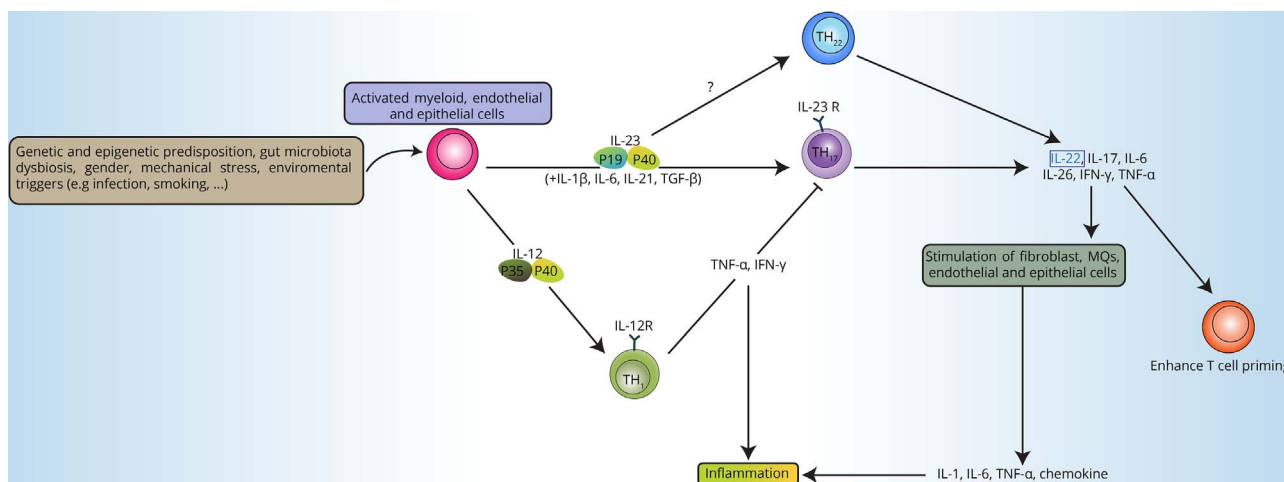 TH22
Activated myeloid, endothelial
and epithelial cells
?
IL-23 R
Genetic and epigenetic predisposition, gut microbiota
dysbiosis, gender, mechanical stress, enviromental
triggers (e.g infection, smoking, ...)
IL-23
P19 P40
(+IL-1β, IL-6, IL-21, TGF-β)
TH17
IL-22, IL-17, IL-6
IL-26, IFN-γ, TNF-α
IL-12
P35 P40
TNF-α, IFN-γ
Stimulation of fibroblast, MQs,
endothelial and epithelial cells
IL-12R
TH1
Enhance T cell priming
Inflammation
IL-1, IL-6, TNF-α, chemokine